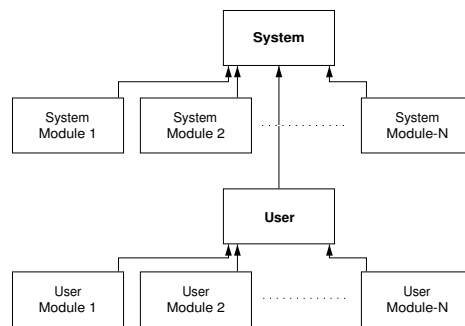 System
System
Module 1
System
Module 2
System
Module-N
User
User
Module 1
User
Module 2
User
Module-N